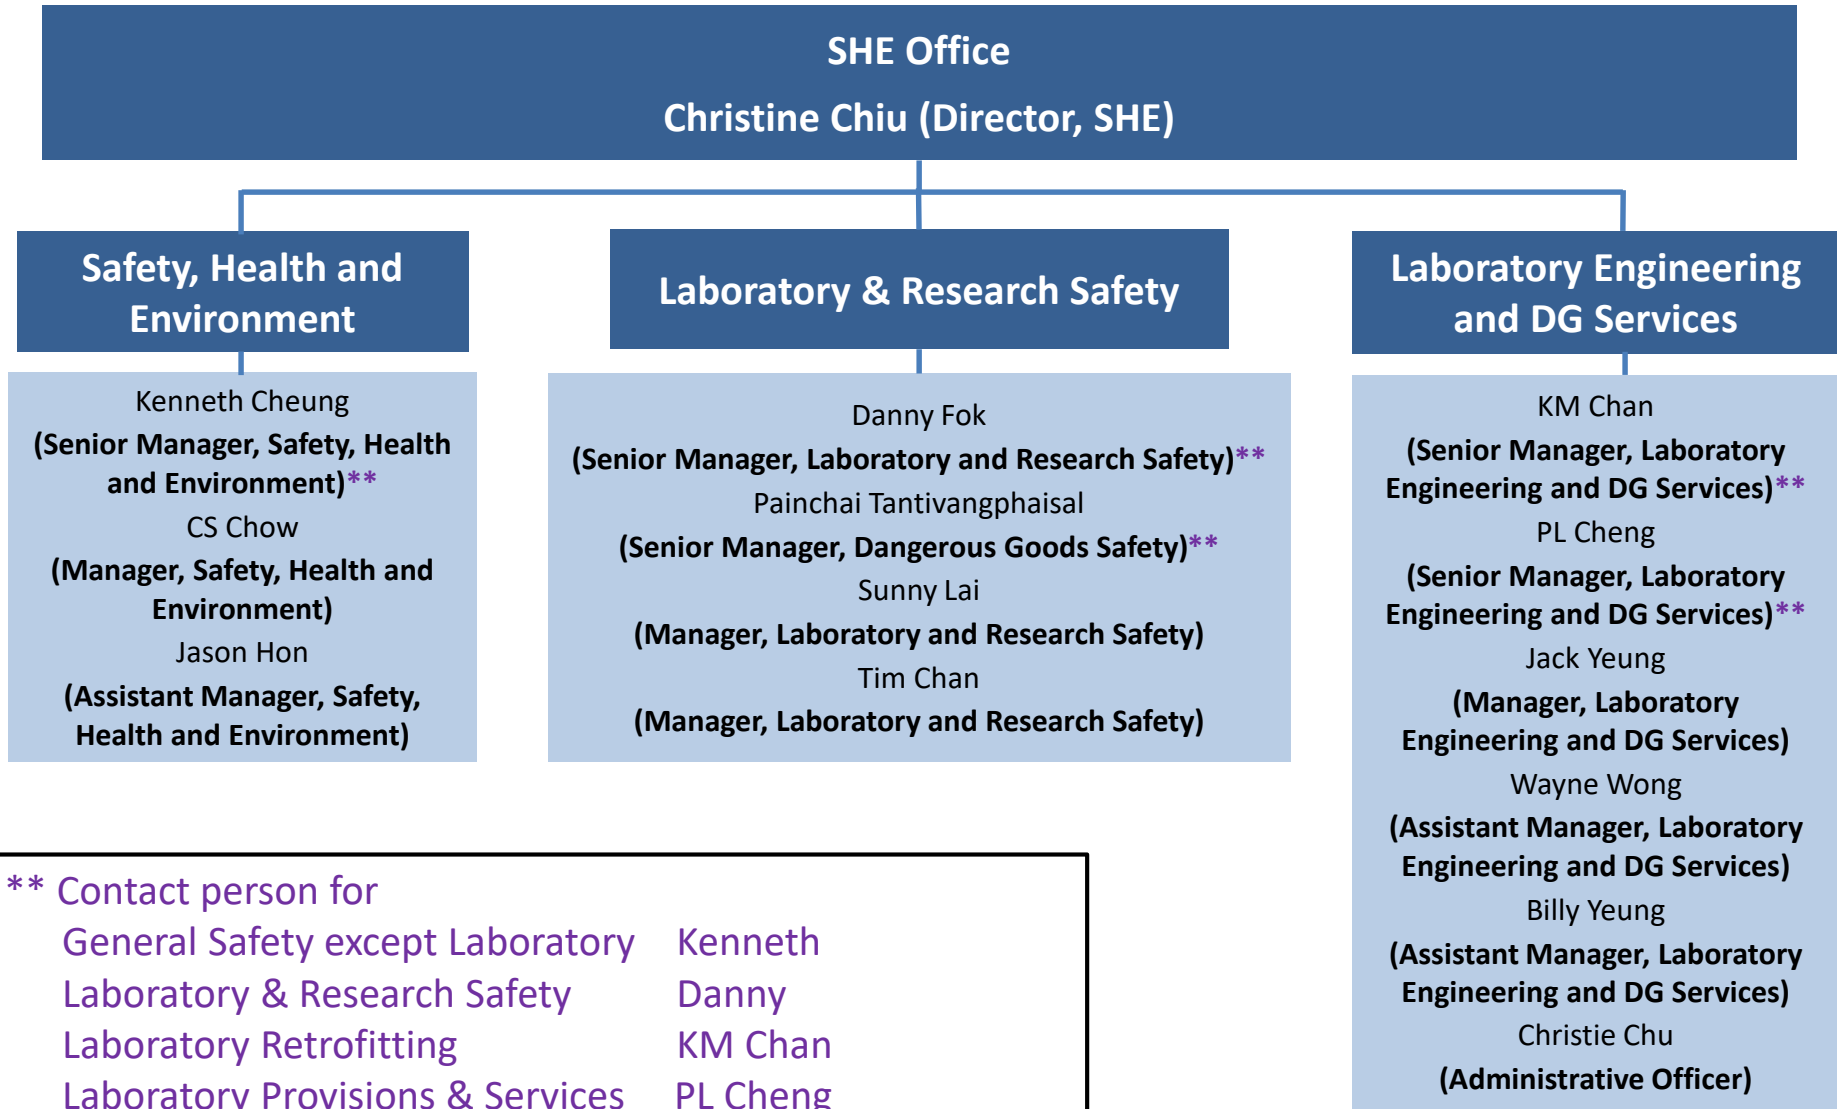 SHE Office
Christine Chiu (Director, SHE)
Safety, Health and
Environment
Kenneth Cheung
(Senior Manager, Safety, Health
and Environment)**
CS Chow
(Manager, Safety, Health and
Environment)
Jason Hon
(Assistant Manager, Safety,
Health and Environment)
Laboratory & Research Safety
Danny Fok
(Senior Manager, Laboratory and Research Safety)**
Painchai Tantivangphaisal
(Senior Manager, Dangerous Goods Safety)**
Sunny Lai
(Manager, Laboratory and Research Safety)
Tim Chan
(Manager, Laboratory and Research Safety)
Laboratory Engineering
and DG Services
KM Chan
(Senior Manager, Laboratory
Engineering and DG Services)**
PL Cheng
(Senior Manager, Laboratory
Engineering and DG Services)**
Jack Yeung
(Manager, Laboratory
Engineering and DG Services)
Wayne Wong
(Assistant Manager, Laboratory
Engineering and DG Services)
Billy Yeung
(Assistant Manager, Laboratory
Engineering and DG Services)
Christie Chu
(Administrative Officer)
** Contact person for
General Safety except Laboratory Kenneth
Laboratory & Research Safety Danny
Laboratory Retrofitting KM Chan
Laboratory Provisions & Services PL Cheng